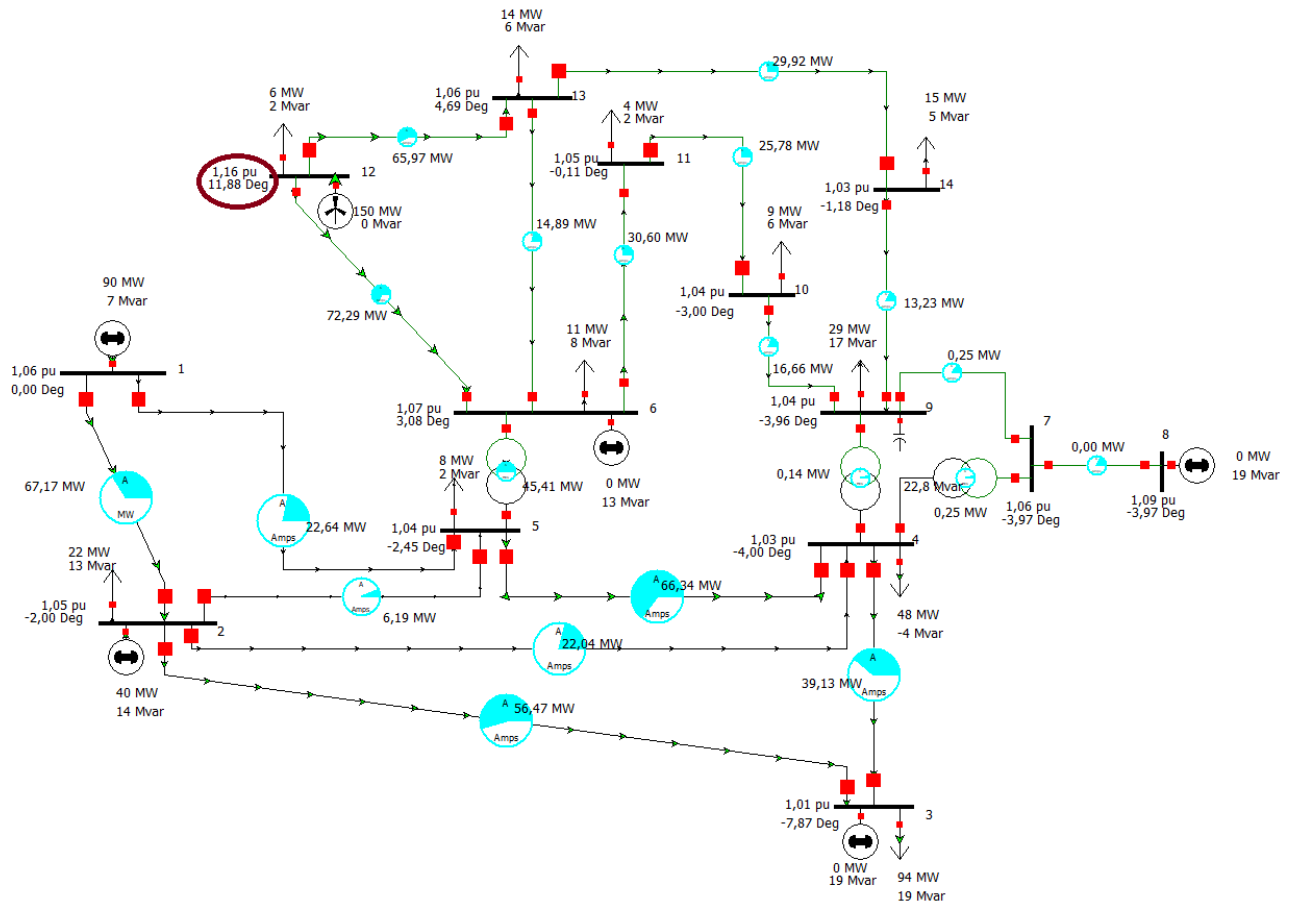 14 MW
6 Mvar
1,06 pu
4,69 Deg
13
29,92 MW
6 MW
2 Mvar
65,97 MW
1,16 pu
11,88 Deg
12
150 MW
0 Mvar
4 MW
2 Mvar
1,05 pu
-0,11 Deg
11
25,78 MW
15 MW
5 Mvar
1,03 pu
-1,18 Deg
14
14,89 MW
30,60 MW
9 MW
6 Mvar
1,04 pu
-3,00 Deg
10
13,23 MW
72,29 MW
90 MW
7 Mvar
1,06 pu
0,00 Deg
1
11 MW
8 Mvar
29 MW
17 Mvar
16,66 MW
0,25 MW
1,07 pu
3,08 Deg
6
1,04 pu
-3,96 Deg
9
7
0,00 MW
8
0 MW
19 Mvar
8 MW
2 Mvar
45,41 MW
0 MW
13 Mvar
0,14 MW
22,8 Mvar
0,25 MW
1,06 pu
-3,97 Deg
1,09 pu
-3,97 Deg
67,17 MW
A
MW
A
22,64 MW
Amps
1,04 pu
-2,45 Deg
5
1,03 pu
-4,00 Deg
4
22 MW
13 Mvar
A
Amps
6,19 MW
A
66,34 MW
Amps
48 MW
-4 Mvar
1,05 pu
-2,00 Deg
2
A
22,04 MW
Amps
A
39,13 MW
Amps
40 MW
14 Mvar
A
56,47 MW
Amps
1,01 pu
-7,87 Deg
3
0 MW
19 Mvar
94 MW
19 Mvar